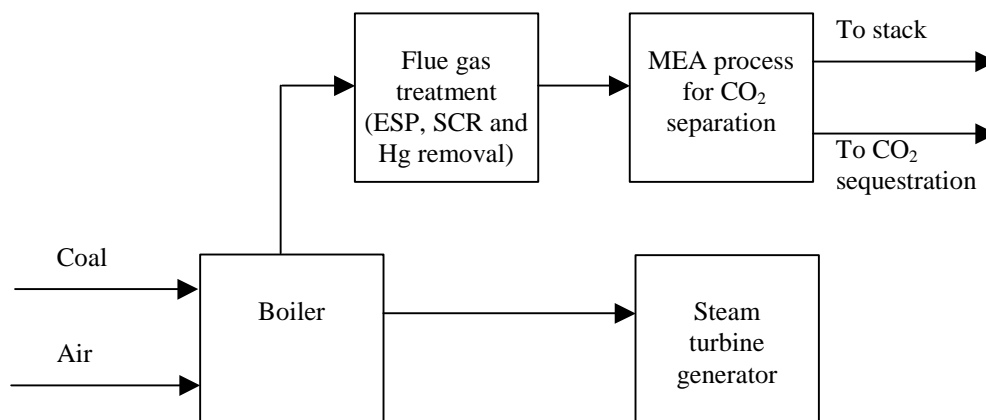 Flue gas
treatment
(ESP, SCR and
Hg removal)
MEA process
for CO₂
separation
To stack
To CO₂
sequestration
Coal
Air
Boiler
Steam
turbine
generator